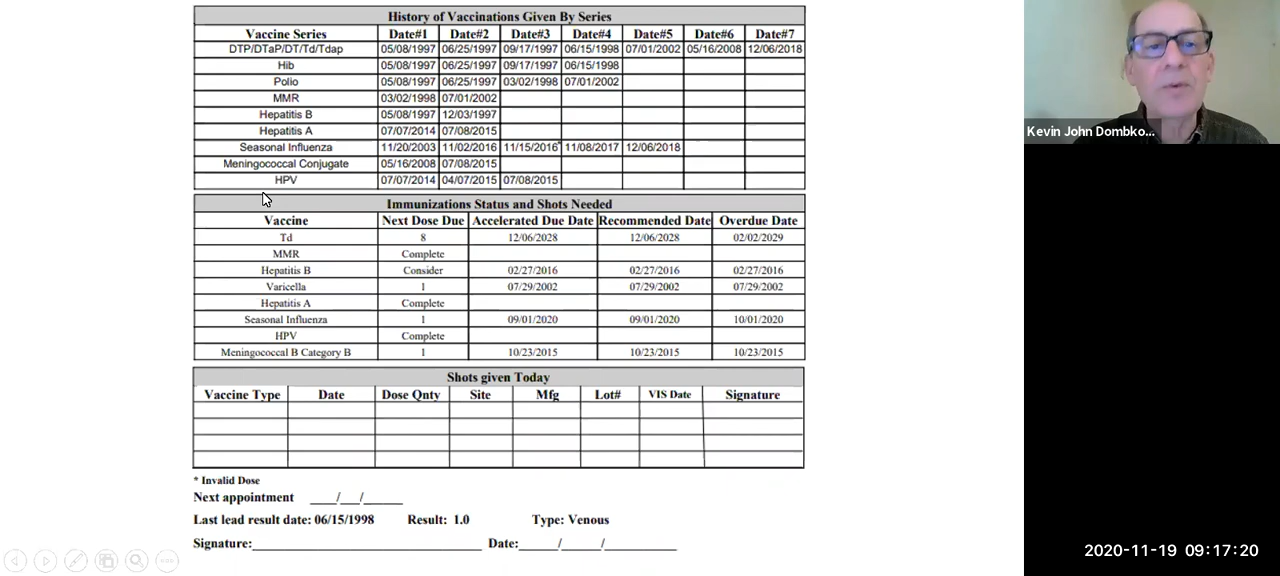 History of Vaccinations Given By Series
Vaccine Series Date#1 Date#2 Date#3 Date#4 Date#5 Date#6 Date#7
DTP/DTaP/DT/Td/Tdap 05/08/1997 06/25/1997 09/17/1997 06/15/1998 07/01/2002 05/16/2008 12/06/2018
Hib 05/08/1997 06/25/1997 09/17/1997 06/15/1998
Polio 05/08/1997 06/25/1997 03/02/1998 07/01/2002
MMR 03/02/1998 07/01/2002
Hepatitis B 05/08/1997 12/03/1997
Hepatitis A 07/07/2014 07/08/2015
Seasonal Influenza 11/20/2003 11/02/2016 11/15/2016* 11/08/2017 12/06/2018
Meningococcal Conjugate 05/16/2008 07/08/2015
HPV 07/07/2014 04/07/2015 07/08/2015
Immunizations Status and Shots Needed
Vaccine Next Dose Due Accelerated Due Date Recommended Date Overdue Date
Td 8 12/06/2028 12/06/2028 02/02/2029
MMR Complete
Hepatitis B Consider 02/27/2016 02/27/2016 02/27/2016
Varicella 1 07/29/2002 07/29/2002 07/29/2002
Hepatitis A Complete
Seasonal Influenza 1 09/01/2020 09/01/2020 10/01/2020
HPV Complete
Meningococcal B Category B 1 10/23/2015 10/23/2015 10/23/2015
Shots given Today
Vaccine Type Date Dose Qnty Site Mfg Lot# VIS Date Signature
* Invalid Dose
Next appointment ____/___/______
Last lead result date: 06/15/1998 Result: 1.0 Type: Venous
Signature:__________________________________ Date:_____/______/___________
Kevin John Dombko...
2020-11-19 09:17:20